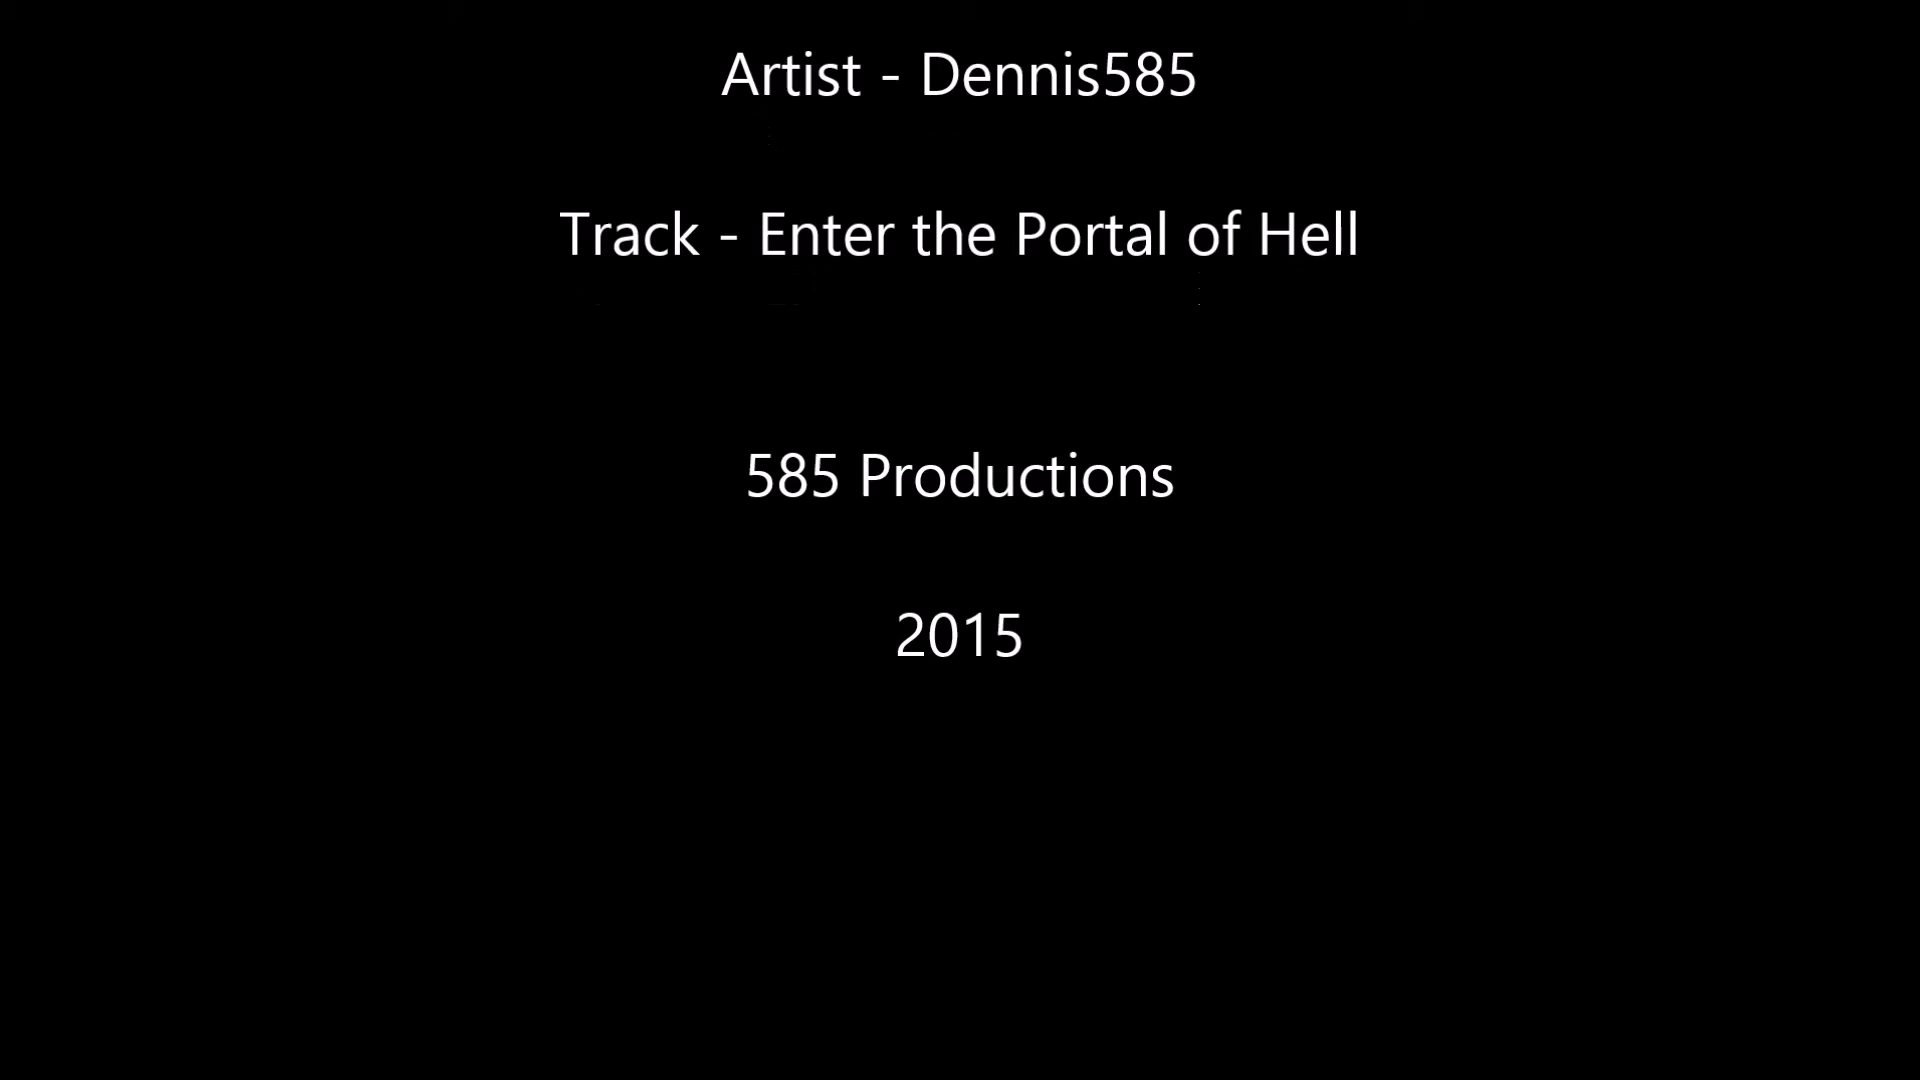 Artist - Dennis585
Track - Enter the Portal of Hell
585 Productions
2015